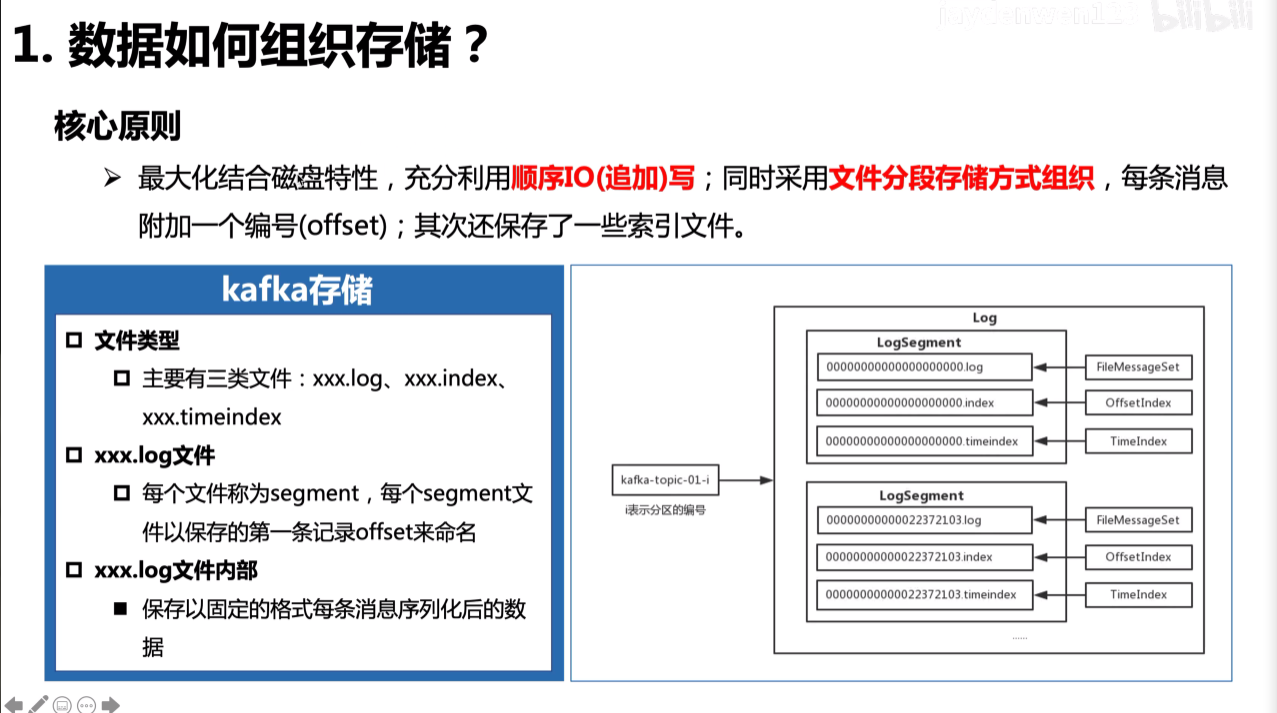 bilibili
1. 数据如何组织存储？
核心原则
最大化结合磁盘特性，充分利用顺序IO(追加)写；同时采用文件分段存储方式组织，每条消息
附加一个编号(offset)；其次还保存了一些索引文件。
kafka存储
文件类型
主要有三类文件：xxx.log、xxx.index、
xxx.timeindex
xxx.log文件
每个文件称为segment，每个segment文
件以保存的第一条记录offset来命名
xxx.log文件内部
保存以固定的格式每条消息序列化后的数
据
kafka-topic-01-i
i表示分区的编号
Log
LogSegment
00000000000000000000.log
FileMessageSet
00000000000000000000.index
OffsetIndex
00000000000000000000.timeindex
TimeIndex
LogSegment
00000000000022372103.log
FileMessageSet
00000000000022372103.index
OffsetIndex
00000000000022372103.timeindex
TimeIndex
......